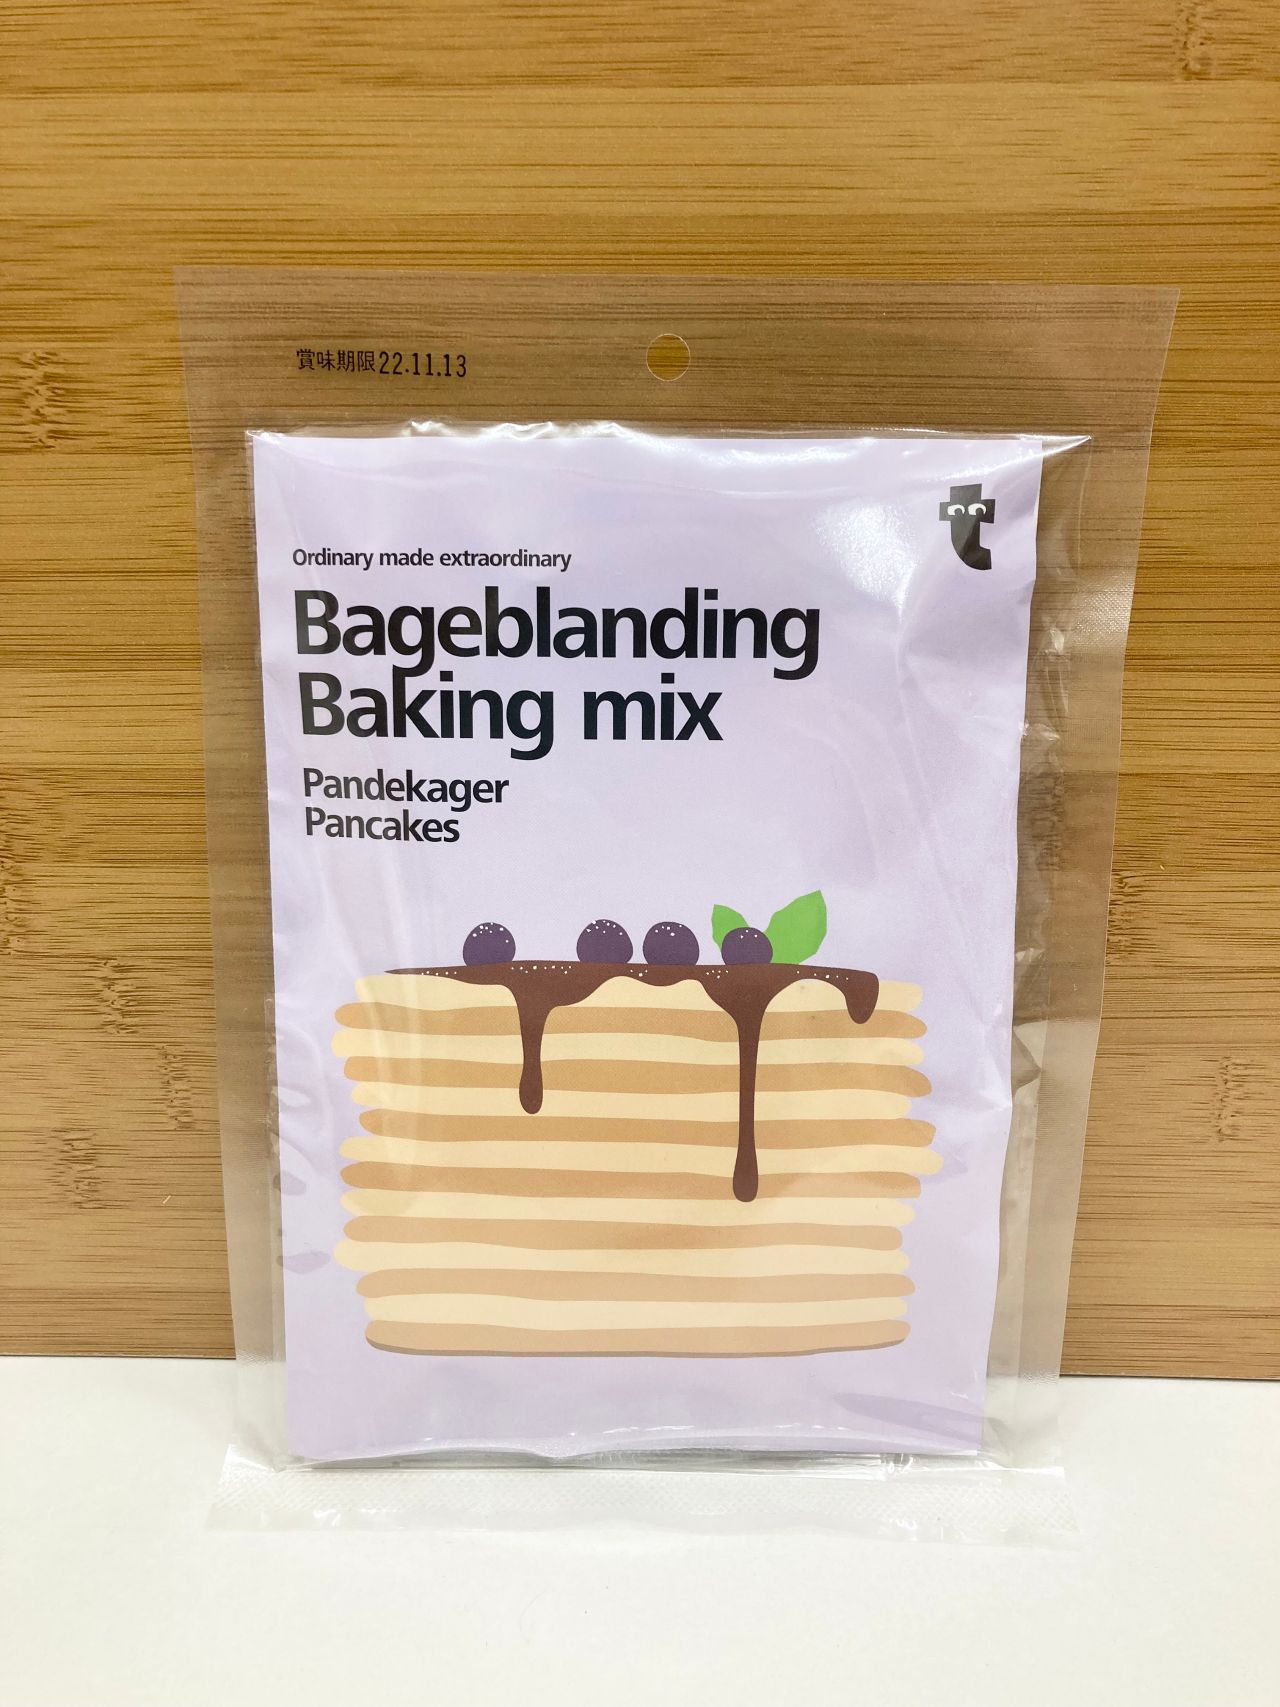 賞味期限22.11.13
Ordinary made extraordinary
Bageblanding
Baking mix
Pandekager
Pancakes